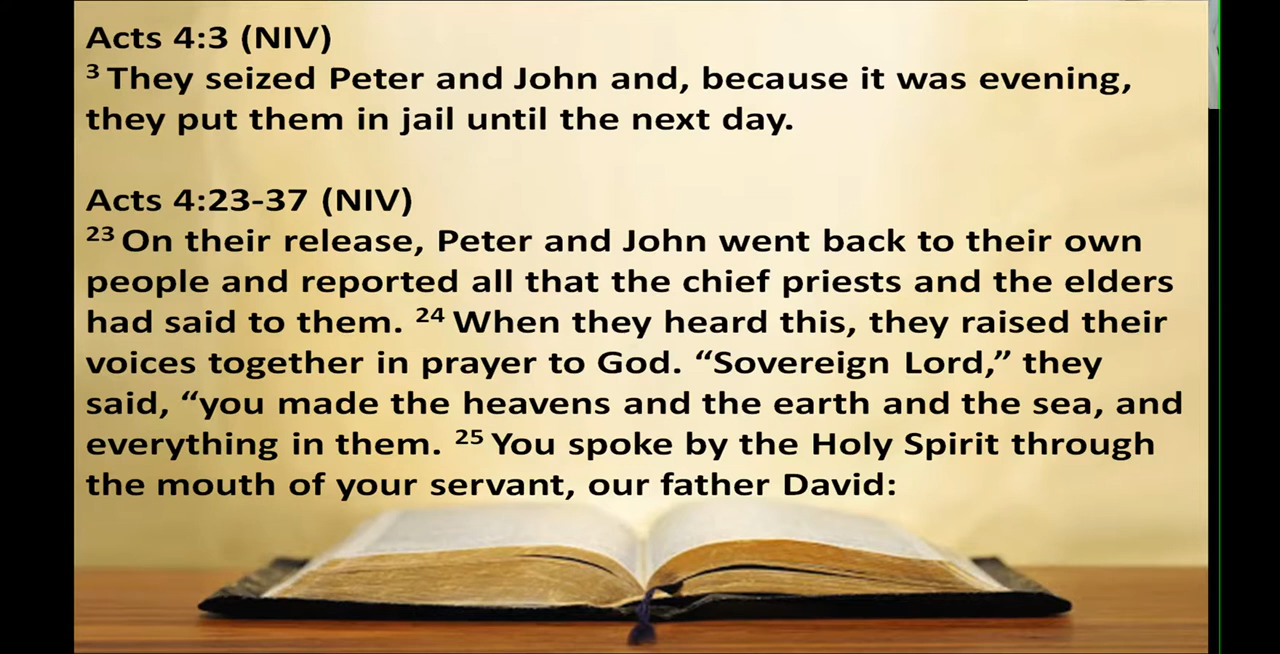 Acts 4:3 (NIV)
3 They seized Peter and John and, because it was evening,
they put them in jail until the next day.
Acts 4:23-37 (NIV)
23 On their release, Peter and John went back to their own
people and reported all that the chief priests and the elders
had said to them. 24 When they heard this, they raised their
voices together in prayer to God. “Sovereign Lord,” they
said, “you made the heavens and the earth and the sea, and
everything in them. 25 You spoke by the Holy Spirit through
the mouth of your servant, our father David: